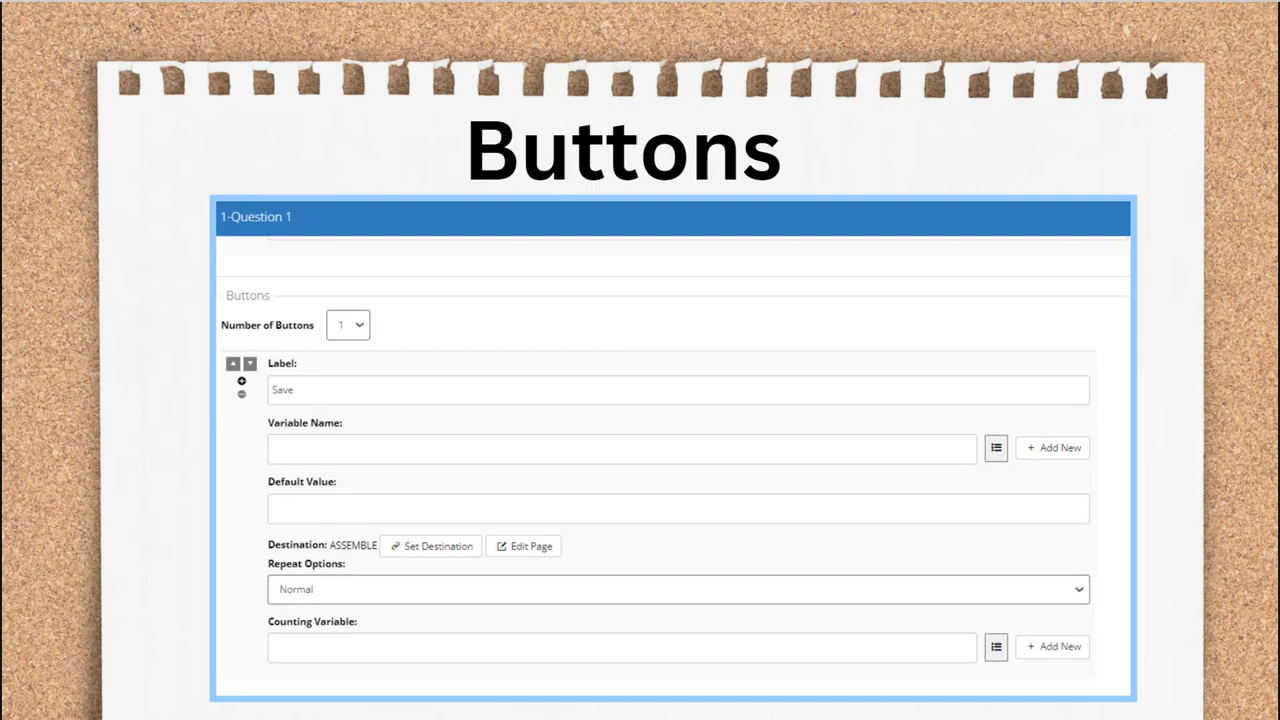 Buttons
1-Question 1
Buttons
Number of Buttons 1
Label:
Save
Variable Name:
+ Add New
Default Value:
Destination: ASSEMBLE Set Destination Edit Page
Repeat Options:
Normal
Counting Variable:
+ Add New